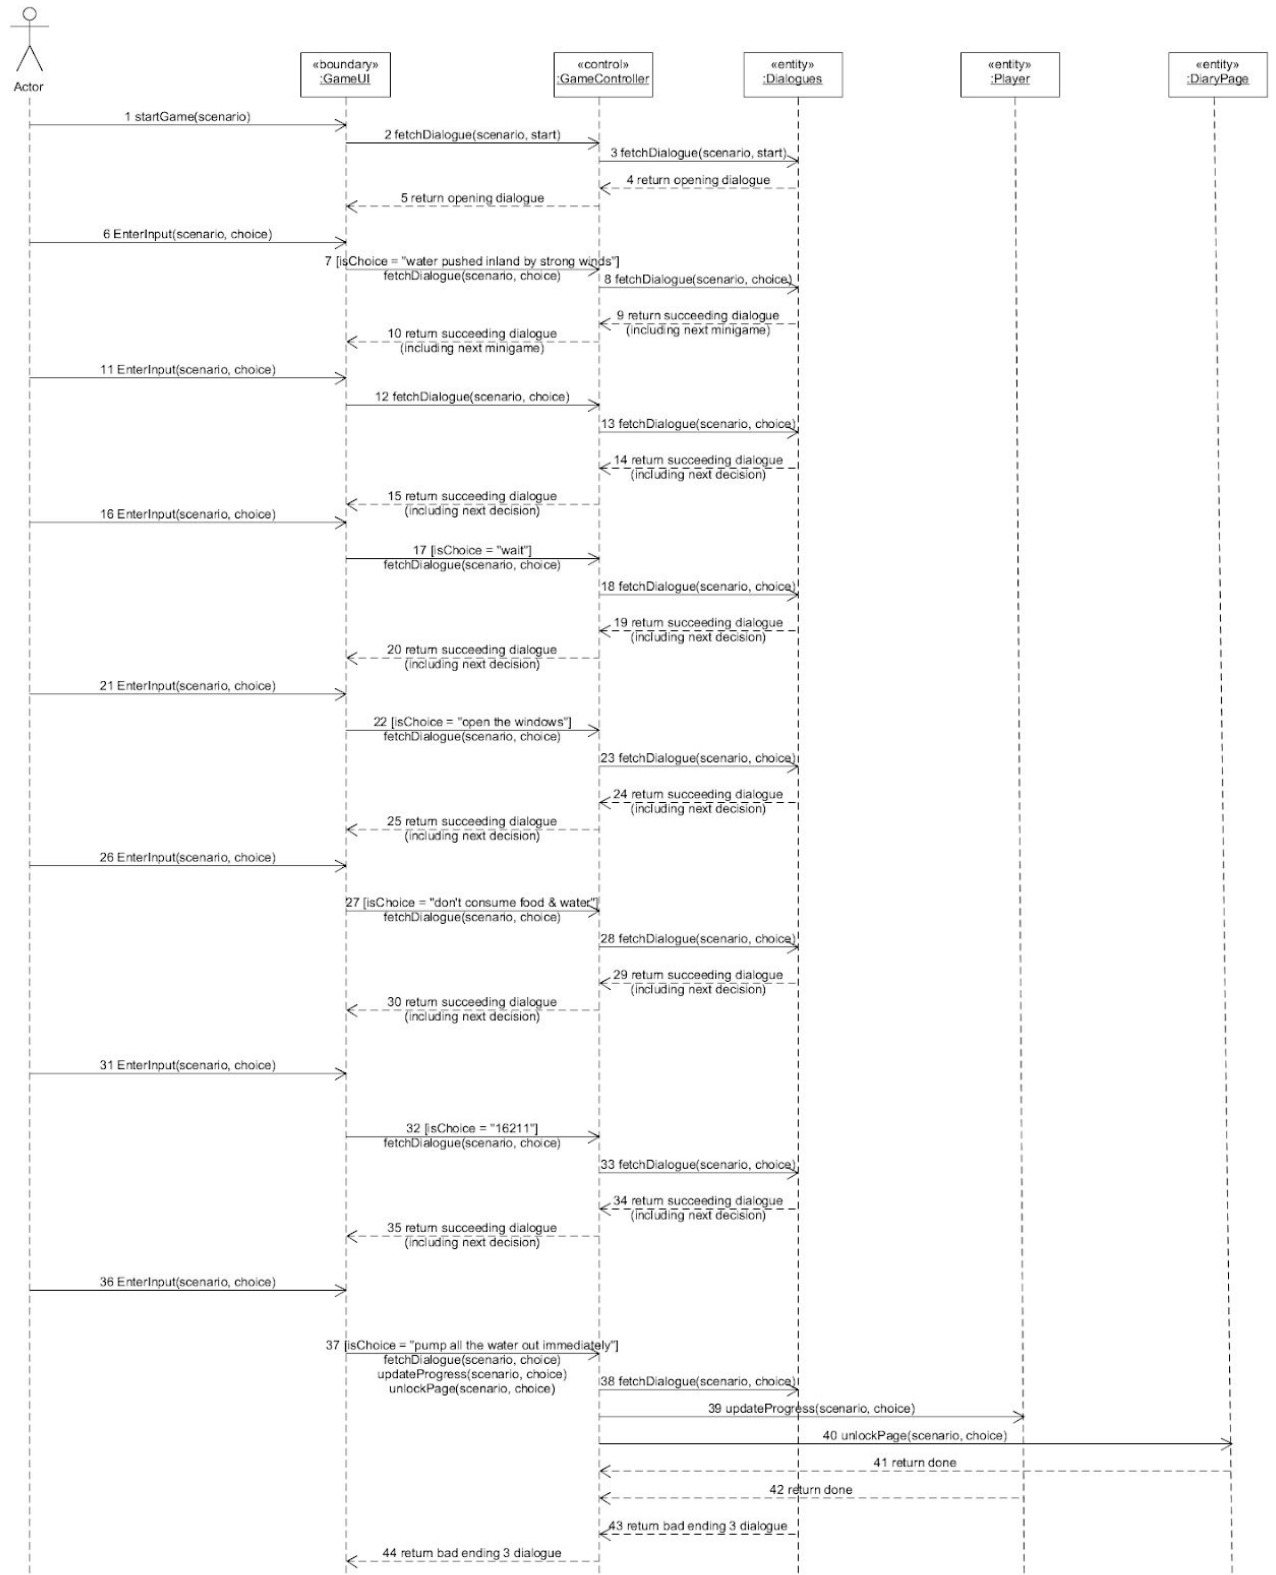 Actor
«boundary»
:GameUI
«control»
:GameController
«entity»
:Dialogues
«entity»
:Player
«entity»
:DiaryPage
1 startGame(scenario)
2 fetchDialogue(scenario, start)
3 fetchDialogue(scenario, start)
4 return opening dialogue
5 return opening dialogue
6 EnterInput(scenario, choice)
7 [isChoice = "water pushed inland by strong winds"]
fetchDialogue(scenario, choice)
8 fetchDialogue(scenario, choice)
9 return succeeding dialogue
(including next minigame)
10 return succeeding dialogue
(including next minigame)
11 EnterInput(scenario, choice)
12 fetchDialogue(scenario, choice)
13 fetchDialogue(scenario, choice)
14 return succeeding dialogue
(including next decision)
15 return succeeding dialogue
(including next decision)
16 EnterInput(scenario, choice)
17 [isChoice = "wait"]
fetchDialogue(scenario, choice)
18 fetchDialogue(scenario, choice)
19 return succeeding dialogue
(including next decision)
20 return succeeding dialogue
(including next decision)
21 EnterInput(scenario, choice)
22 [isChoice = "open the windows"]
fetchDialogue(scenario, choice)
23 fetchDialogue(scenario, choice)
24 return succeeding dialogue
(including next decision)
25 return succeeding dialogue
(including next decision)
26 EnterInput(scenario, choice)
27 [isChoice = "don't consume food & water"]
fetchDialogue(scenario, choice)
28 fetchDialogue(scenario, choice)
29 return succeeding dialogue
(including next decision)
30 return succeeding dialogue
(including next decision)
31 EnterInput(scenario, choice)
32 [isChoice = "16211"]
fetchDialogue(scenario, choice)
33 fetchDialogue(scenario, choice)
34 return succeeding dialogue
(including next decision)
35 return succeeding dialogue
(including next decision)
36 EnterInput(scenario, choice)
37 [isChoice = "pump all the water out immediately"]
fetchDialogue(scenario, choice)
updateProgress(scenario, choice)
unlockPage(scenario, choice)
38 fetchDialogue(scenario, choice)
39 updateProgress(scenario, choice)
40 unlockPage(scenario, choice)
41 return done
42 return done
43 return bad ending 3 dialogue
44 return bad ending 3 dialogue